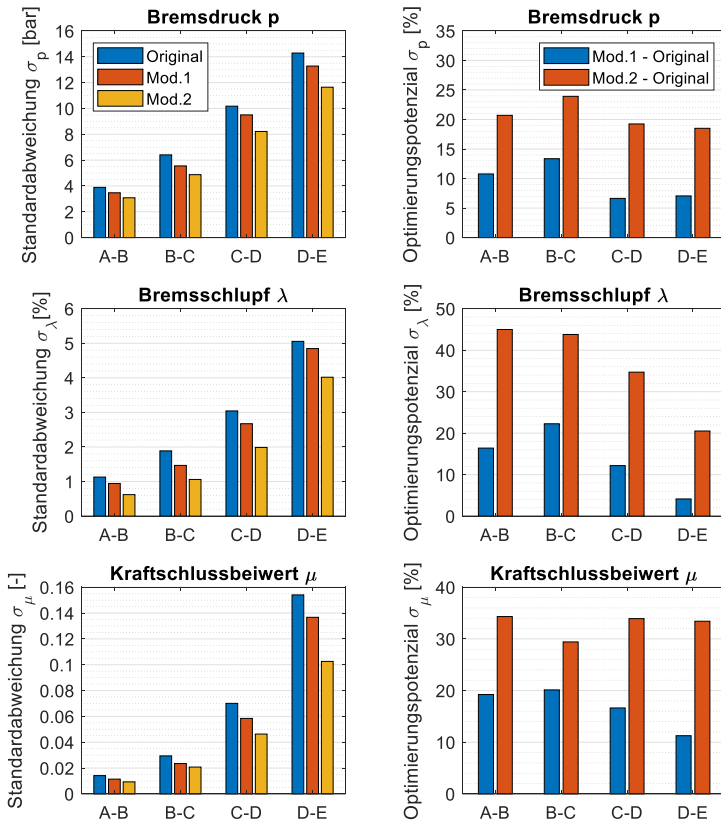 Bremsdruck p
Standardabweichung σp [bar]
16
14
12
10
8
6
4
2
0
Original
Mod.1
Mod.2
A-B B-C C-D D-E
Bremsdruck p
Optimierungspotenzial σp [%]
35
30
25
20
15
10
5
0
Mod.1 - Original
Mod.2 - Original
A-B B-C C-D D-E
Bremsschlupf λ
Standardabweichung σλ [%]
6
5
4
3
2
1
0
A-B B-C C-D D-E
Bremsschlupf λ
Optimierungspotenzial σλ [%]
50
40
30
20
10
0
A-B B-C C-D D-E
Kraftschlussbeiwert μ
Standardabweichung σμ [-]
0.16
0.14
0.12
0.1
0.08
0.06
0.04
0.02
0
A-B B-C C-D D-E
Kraftschlussbeiwert μ
Optimierungspotenzial σμ [%]
40
30
20
10
0
A-B B-C C-D D-E